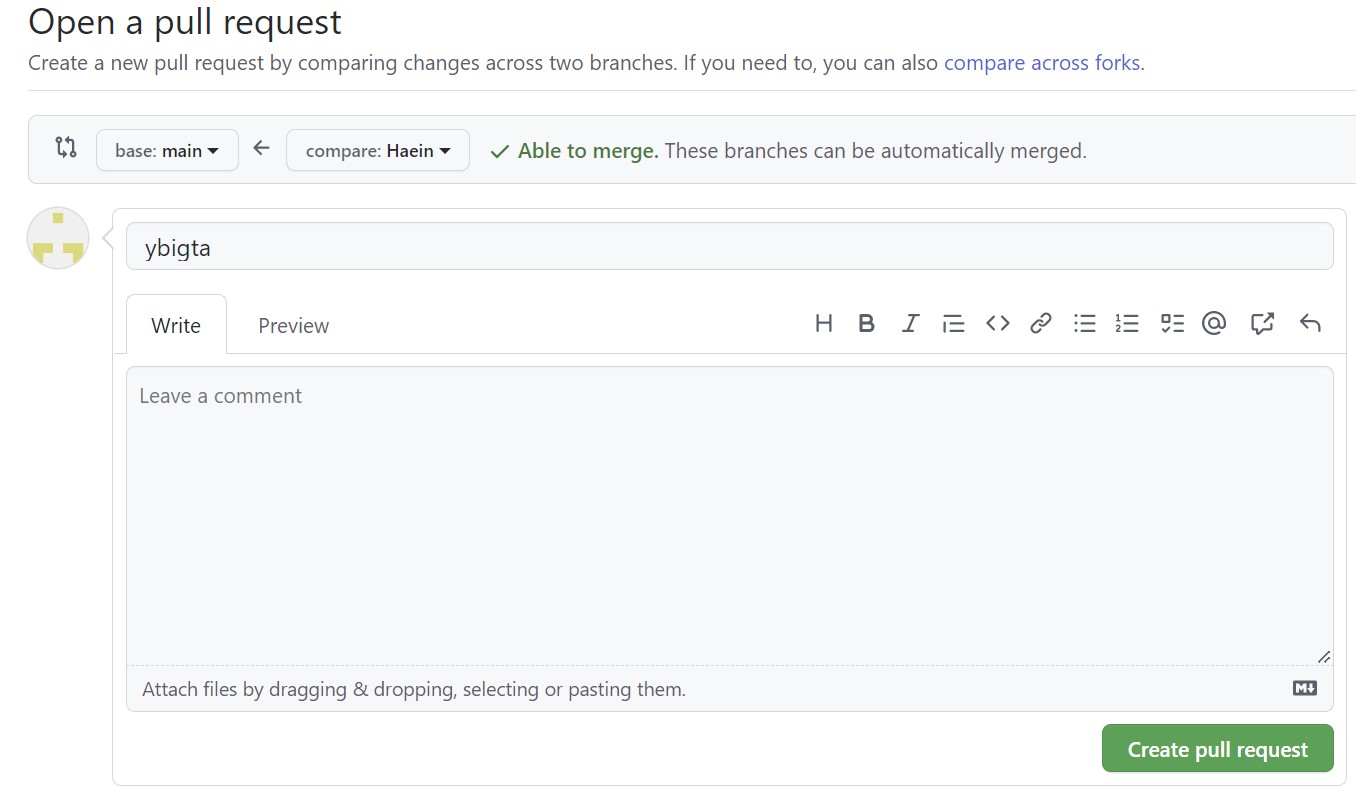 Open a pull request
Create a new pull request by comparing changes across two branches. If you need to, you can also compare across forks.
base: main
compare: Haein
Able to merge. These branches can be automatically merged.
ybigta
Write Preview
Leave a comment
Attach files by dragging & dropping, selecting or pasting them.
Create pull request